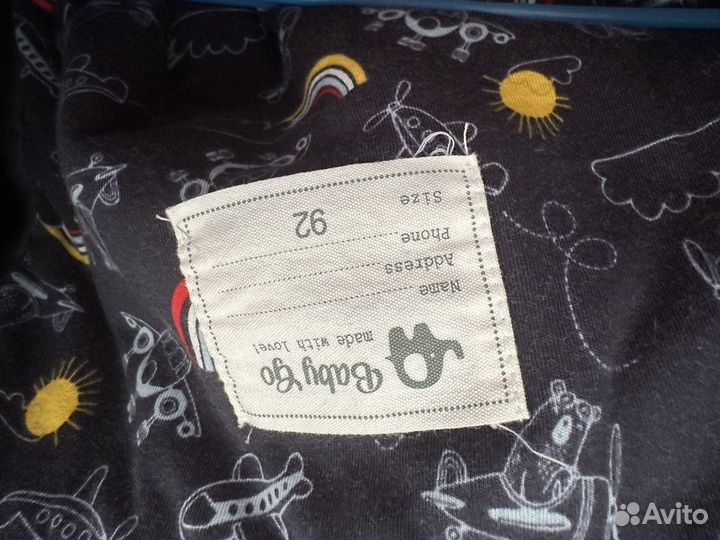 Baby Go
made with love!
Name
Address
Phone
Size 92
Avito